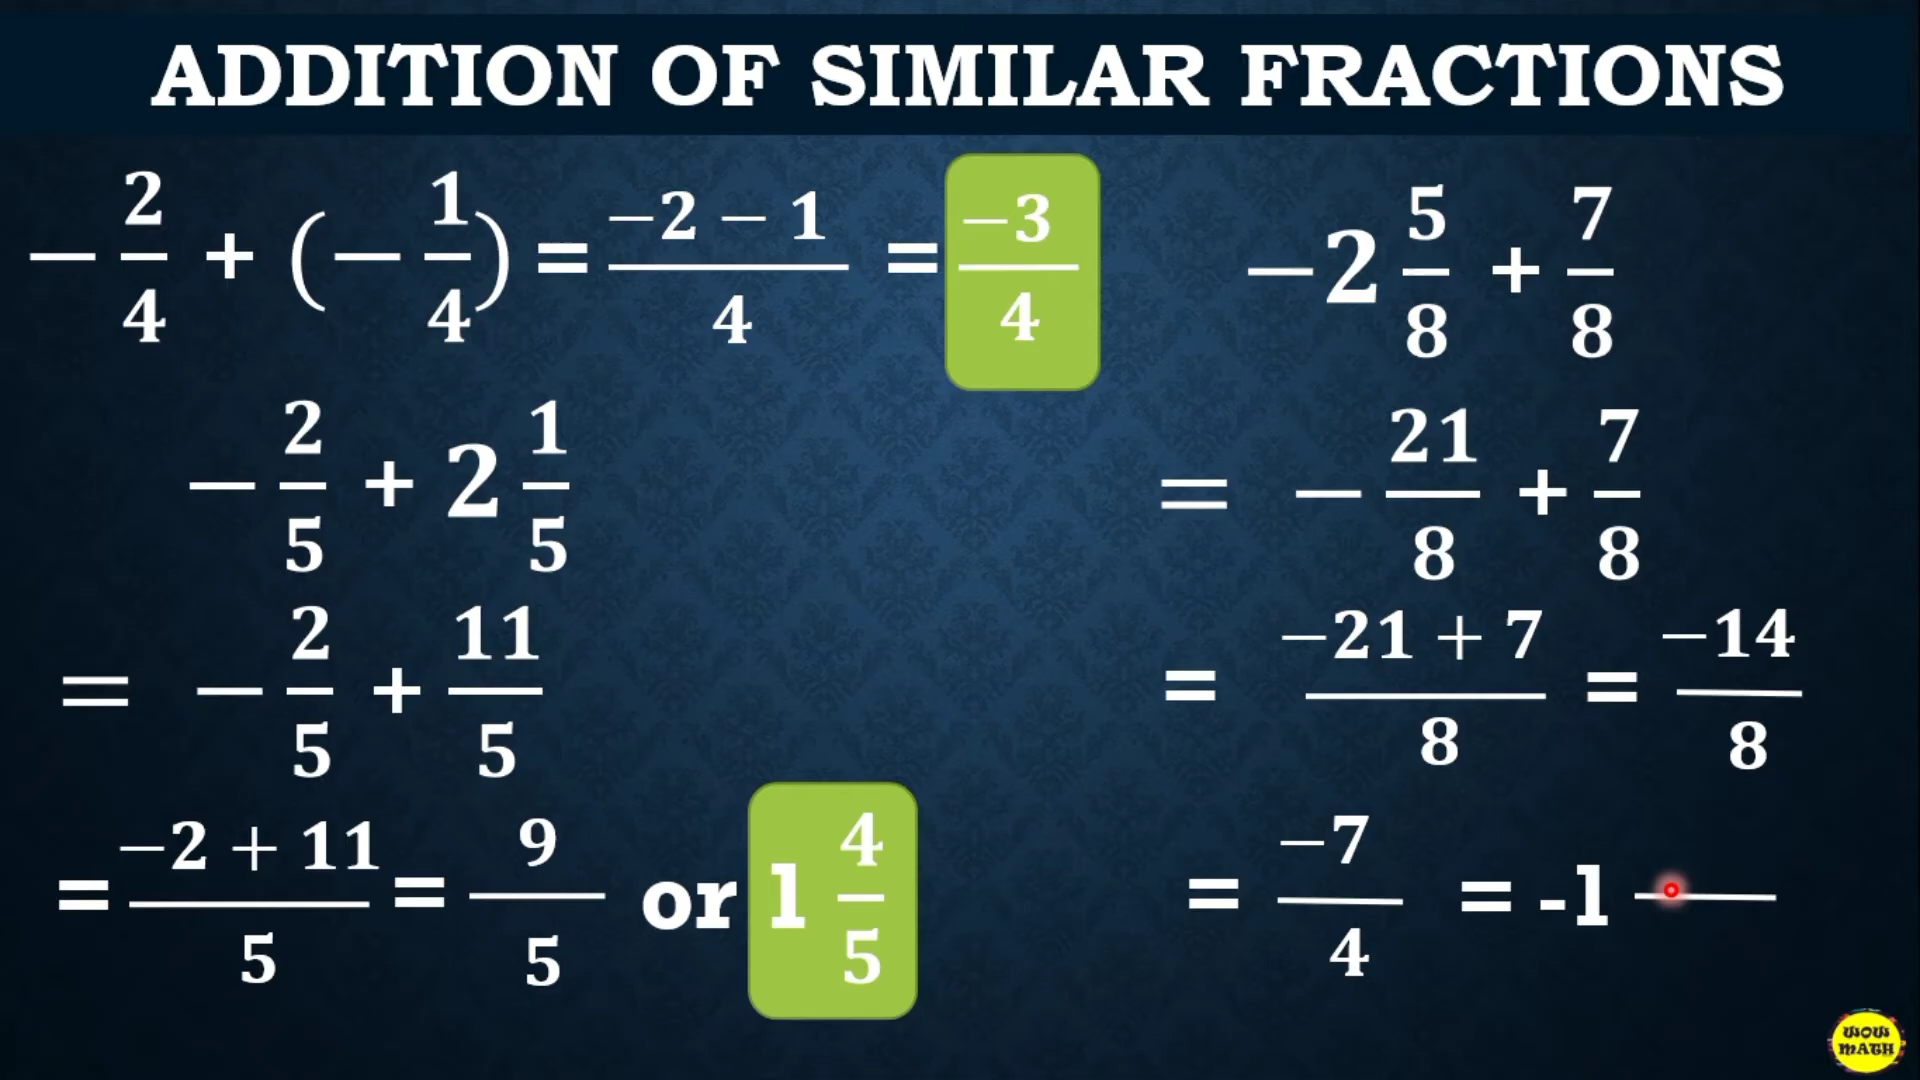 ADDITION OF SIMILAR FRACTIONS
−2/4 + (−1/4) = (−2 − 1)/4 = −3/4
−2/5 + 2 1/5
= −2/5 + 11/5
= (−2 + 11)/5 = 9/5 or 1 4/5
−2 5/8 + 7/8
= −21/8 + 7/8
= (−21 + 7)/8 = −14/8
= −7/4 = -1
WOW
MATH